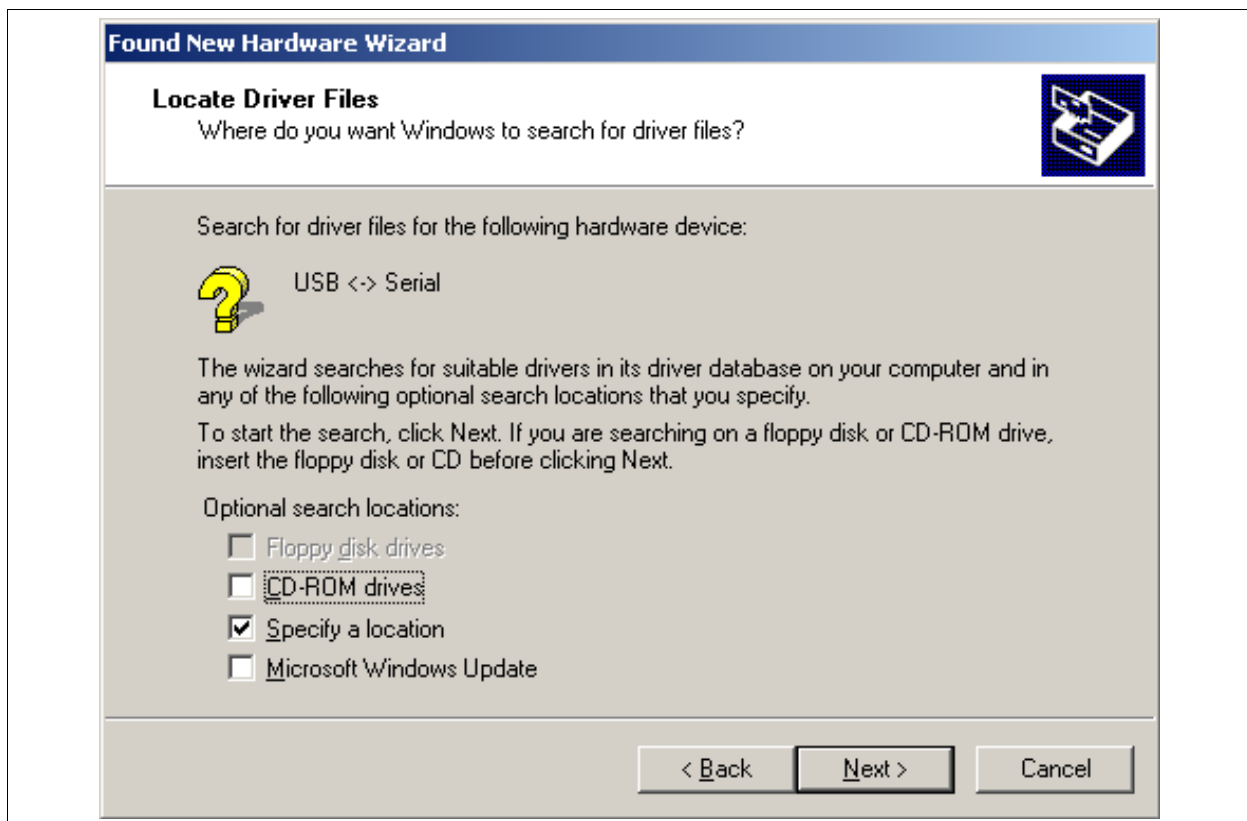 Found New Hardware Wizard
Locate Driver Files
Where do you want Windows to search for driver files?
Search for driver files for the following hardware device:
USB <-> Serial
The wizard searches for suitable drivers in its driver database on your computer and in
any of the following optional search locations that you specify.
To start the search, click Next. If you are searching on a floppy disk or CD-ROM drive,
insert the floppy disk or CD before clicking Next.
Optional search locations:
Floppy disk drives
CD-ROM drives
Specify a location
Microsoft Windows Update
< Back Next > Cancel